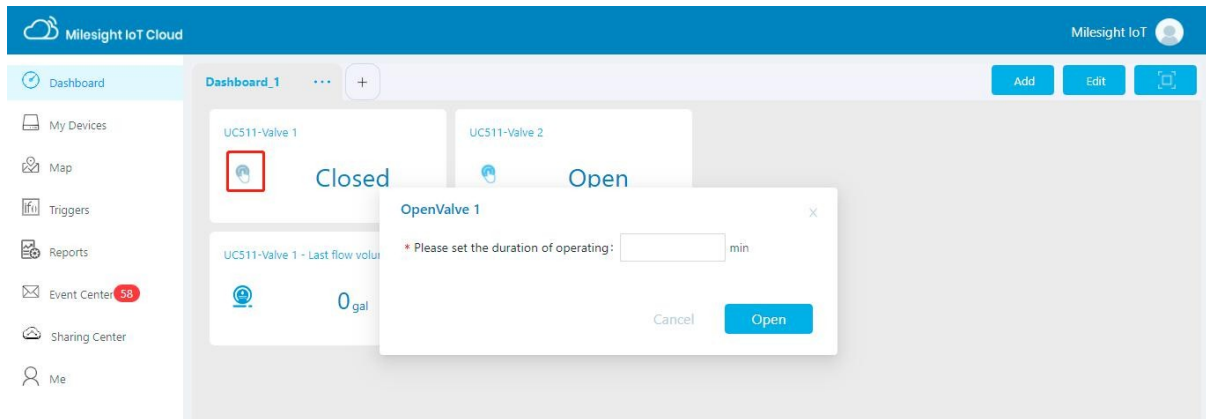 Milesight IoT Cloud
Milesight IoT
Dashboard
My Devices
Map
Triggers
Reports
Event Center 58
Sharing Center
Me
Dashboard_1 ... +
Add
Edit
UC511-Valve 1
Closed
UC511-Valve 2
Open
UC511-Valve 1 - Last flow
0 gal
OpenValve 1
x
* Please set the duration of operating:
min
Cancel
Open